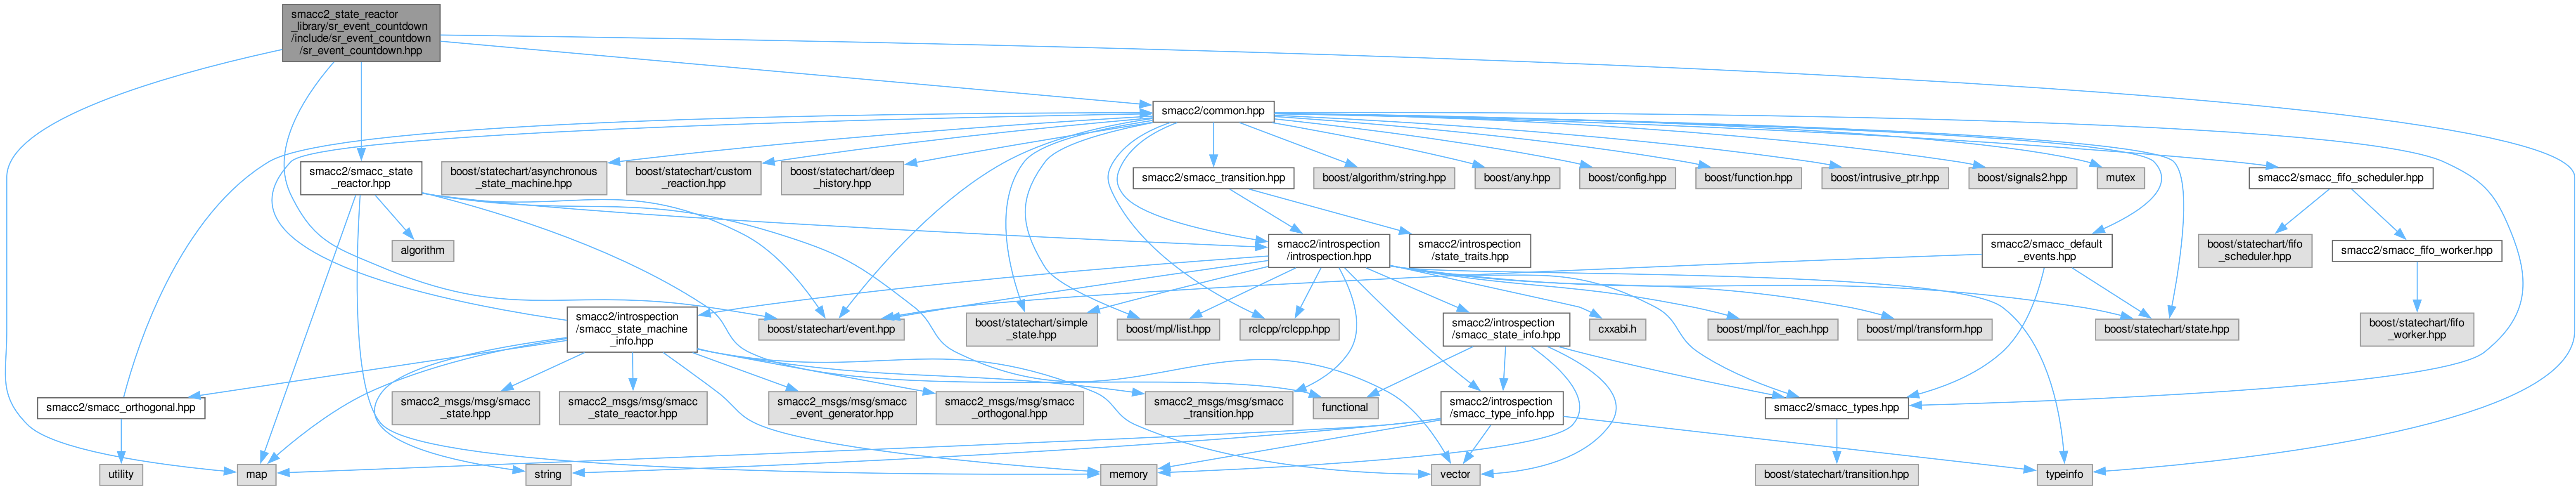 smacc2_state_reactor
_library/sr_event_countdown
/include/sr_event_countdown
/sr_event_countdown.hpp
smacc2/common.hpp
smacc2/smacc_state
_reactor.hpp
boost/statechart/asynchronous
_state_machine.hpp
boost/statechart/custom
_reaction.hpp
boost/statechart/deep
_history.hpp
smacc2/smacc_transition.hpp
boost/algorithm/string.hpp
boost/any.hpp
boost/config.hpp
boost/function.hpp
boost/intrusive_ptr.hpp
boost/signals2.hpp
mutex
smacc2/smacc_fifo_scheduler.hpp
algorithm
smacc2/introspection
/introspection.hpp
smacc2/introspection
/state_traits.hpp
smacc2/smacc_default
_events.hpp
boost/statechart/fifo
_scheduler.hpp
smacc2/smacc_fifo_worker.hpp
smacc2/introspection
/smacc_state_machine
_info.hpp
boost/statechart/event.hpp
boost/statechart/simple
_state.hpp
boost/mpl/list.hpp
rclcpp/rclcpp.hpp
smacc2/introspection
/smacc_state_info.hpp
cxxabi.h
boost/mpl/for_each.hpp
boost/mpl/transform.hpp
boost/statechart/state.hpp
boost/statechart/fifo
_worker.hpp
smacc2/smacc_orthogonal.hpp
smacc2_msgs/msg/smacc
_state.hpp
smacc2_msgs/msg/smacc
_state_reactor.hpp
smacc2_msgs/msg/smacc
_event_generator.hpp
smacc2_msgs/msg/smacc
_orthogonal.hpp
smacc2_msgs/msg/smacc
_transition.hpp
functional
smacc2/introspection
/smacc_type_info.hpp
smacc2/smacc_types.hpp
utility
map
string
memory
vector
boost/statechart/transition.hpp
typeinfo